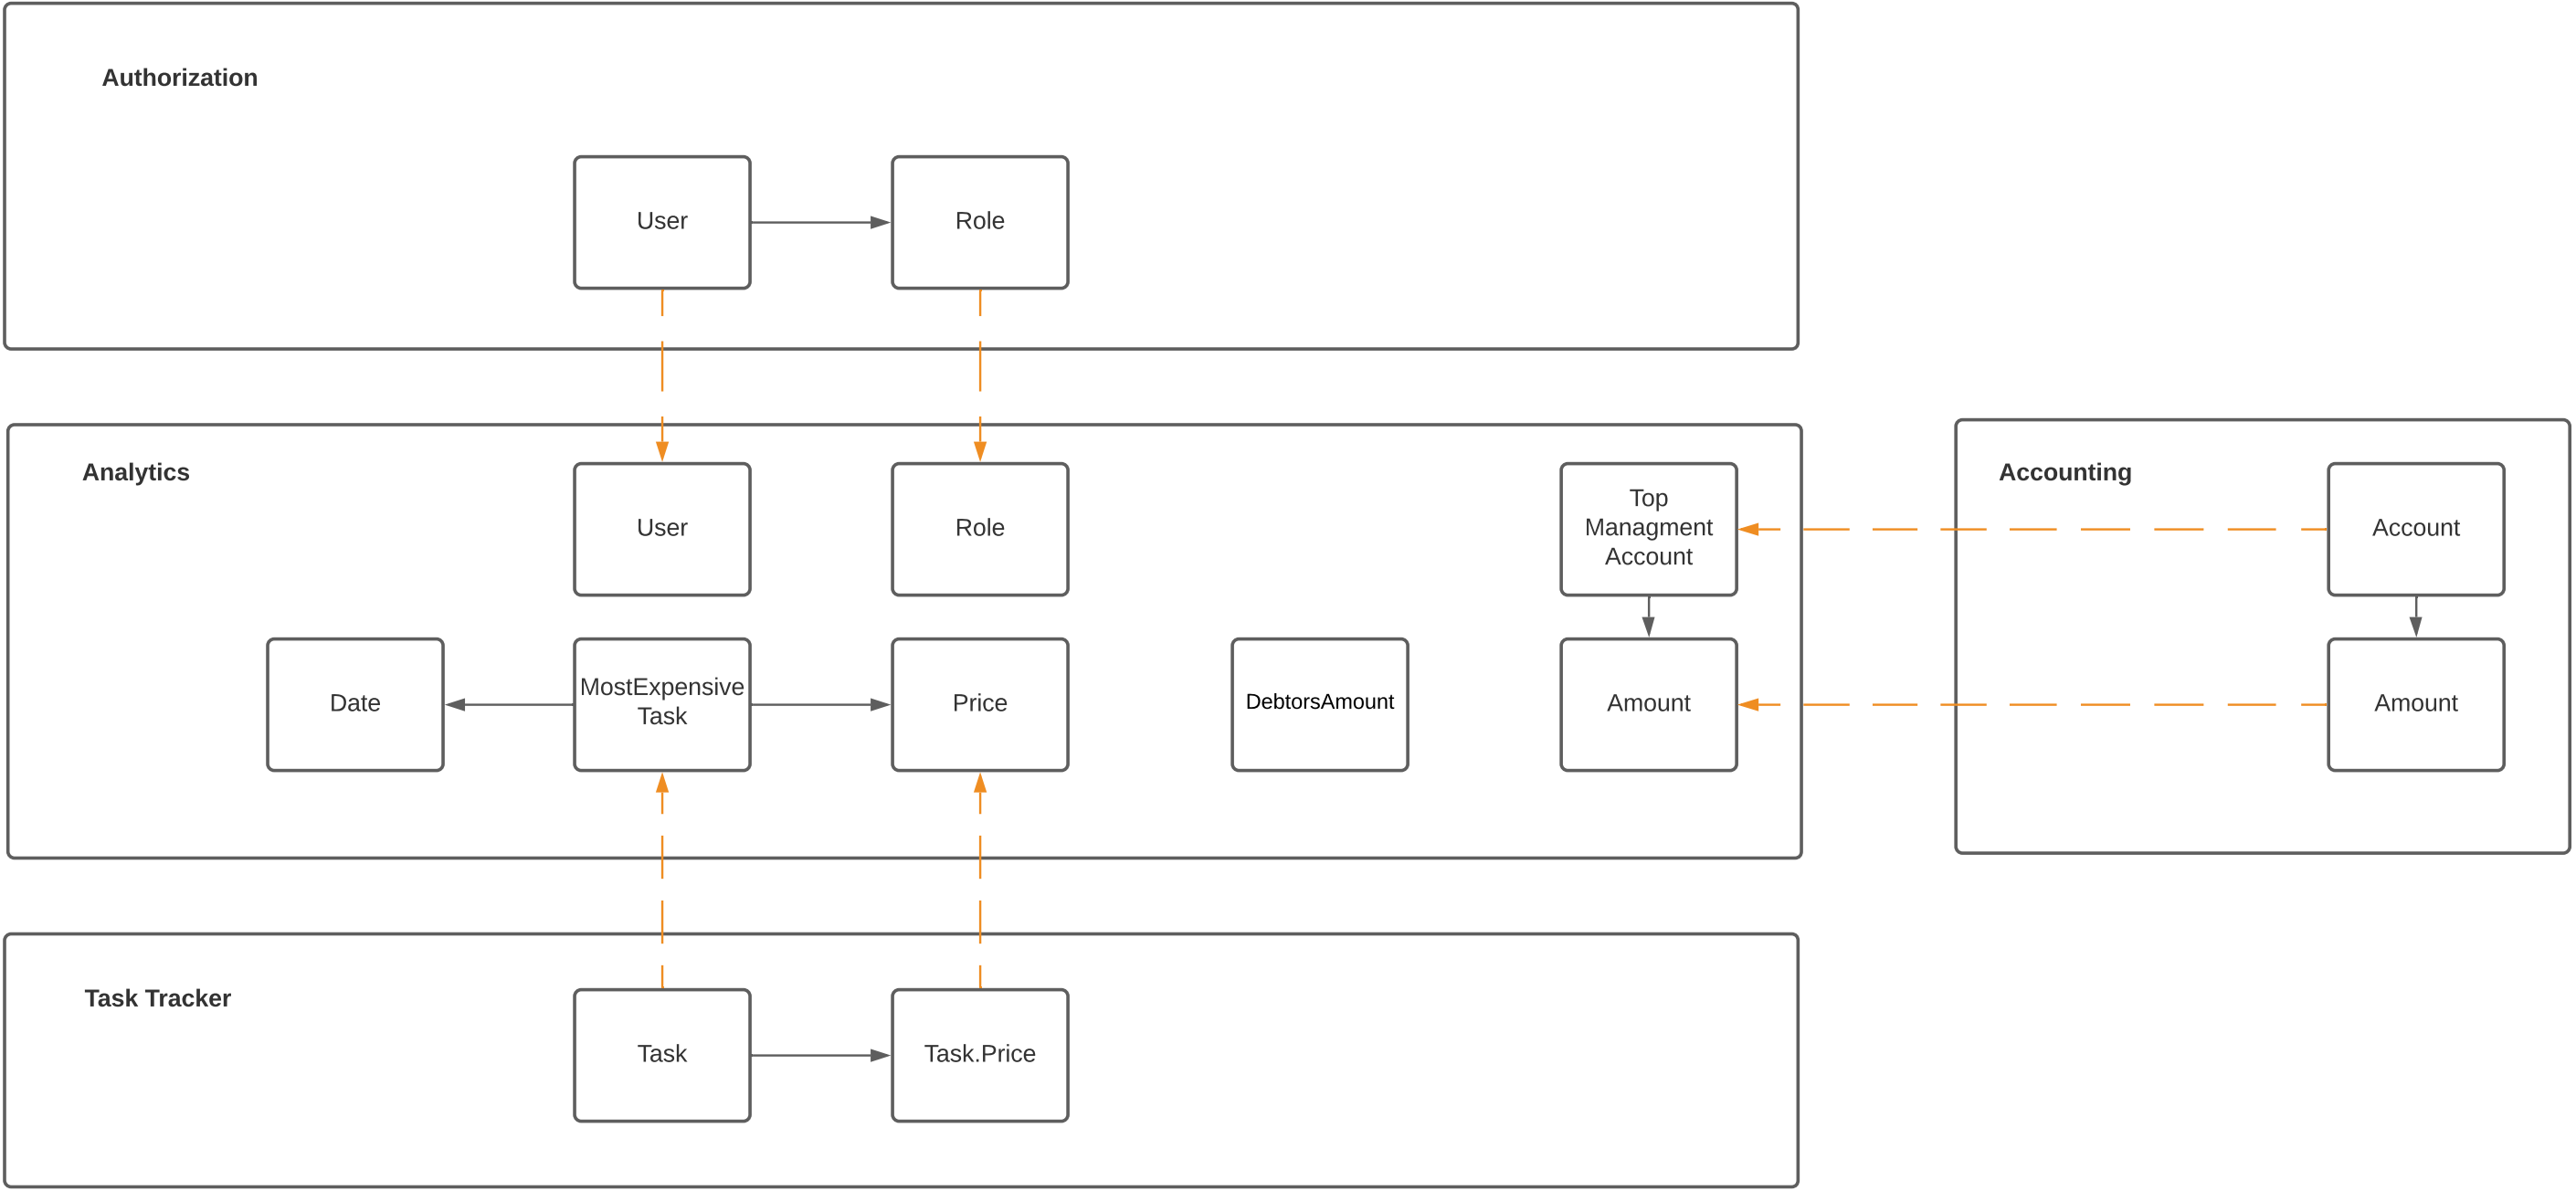 Authorization
User
Role
Analytics
User
Role
Top
Managment
Account
Accounting
Account
Date
MostExpensive
Task
Price
DebtorsAmount
Amount
Amount
Task Tracker
Task
Task.Price